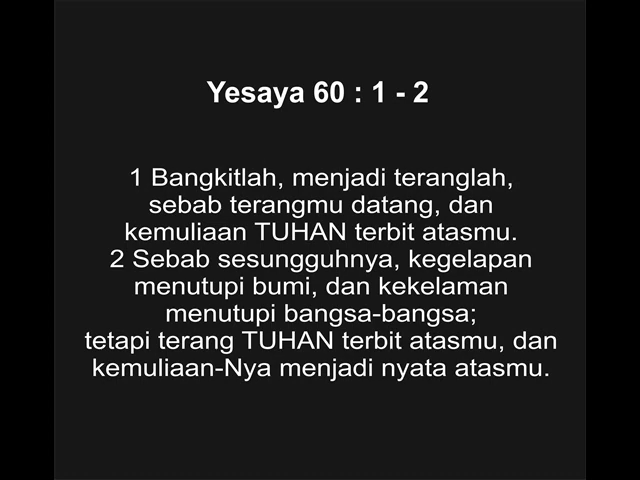 Yesaya 60 : 1 - 2
1 Bangkitlah, menjadi teranglah,
sebab terangmu datang, dan
kemuliaan TUHAN terbit atasmu.
2 Sebab sesungguhnya, kegelapan
menutupi bumi, dan kekelaman
menutupi bangsa-bangsa;
tetapi terang TUHAN terbit atasmu, dan
kemuliaan-Nya menjadi nyata atasmu.